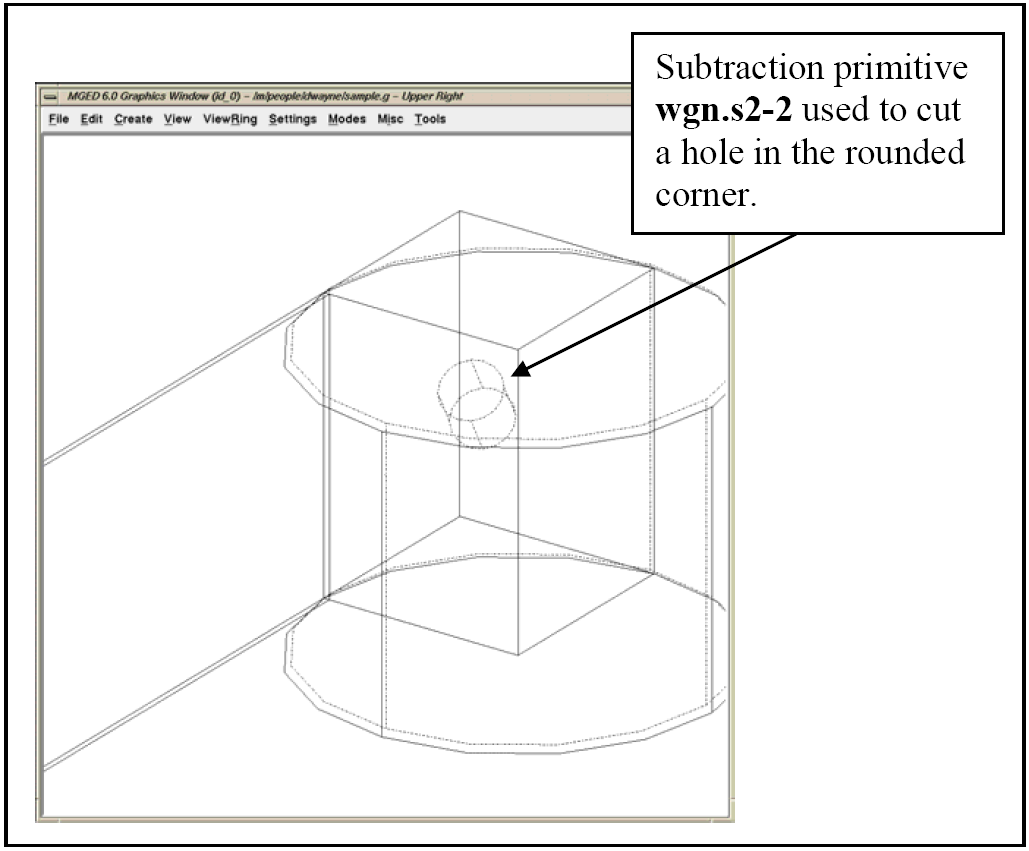 Subtraction primitive
wgn.s2-2 used to cut
a hole in the rounded
corner.
MGED 6.0 Graphics Window (id_0) – /m/people/dwayne/sample.g – Upper Right
File Edit Create View ViewRing Settings Modes Misc Tools